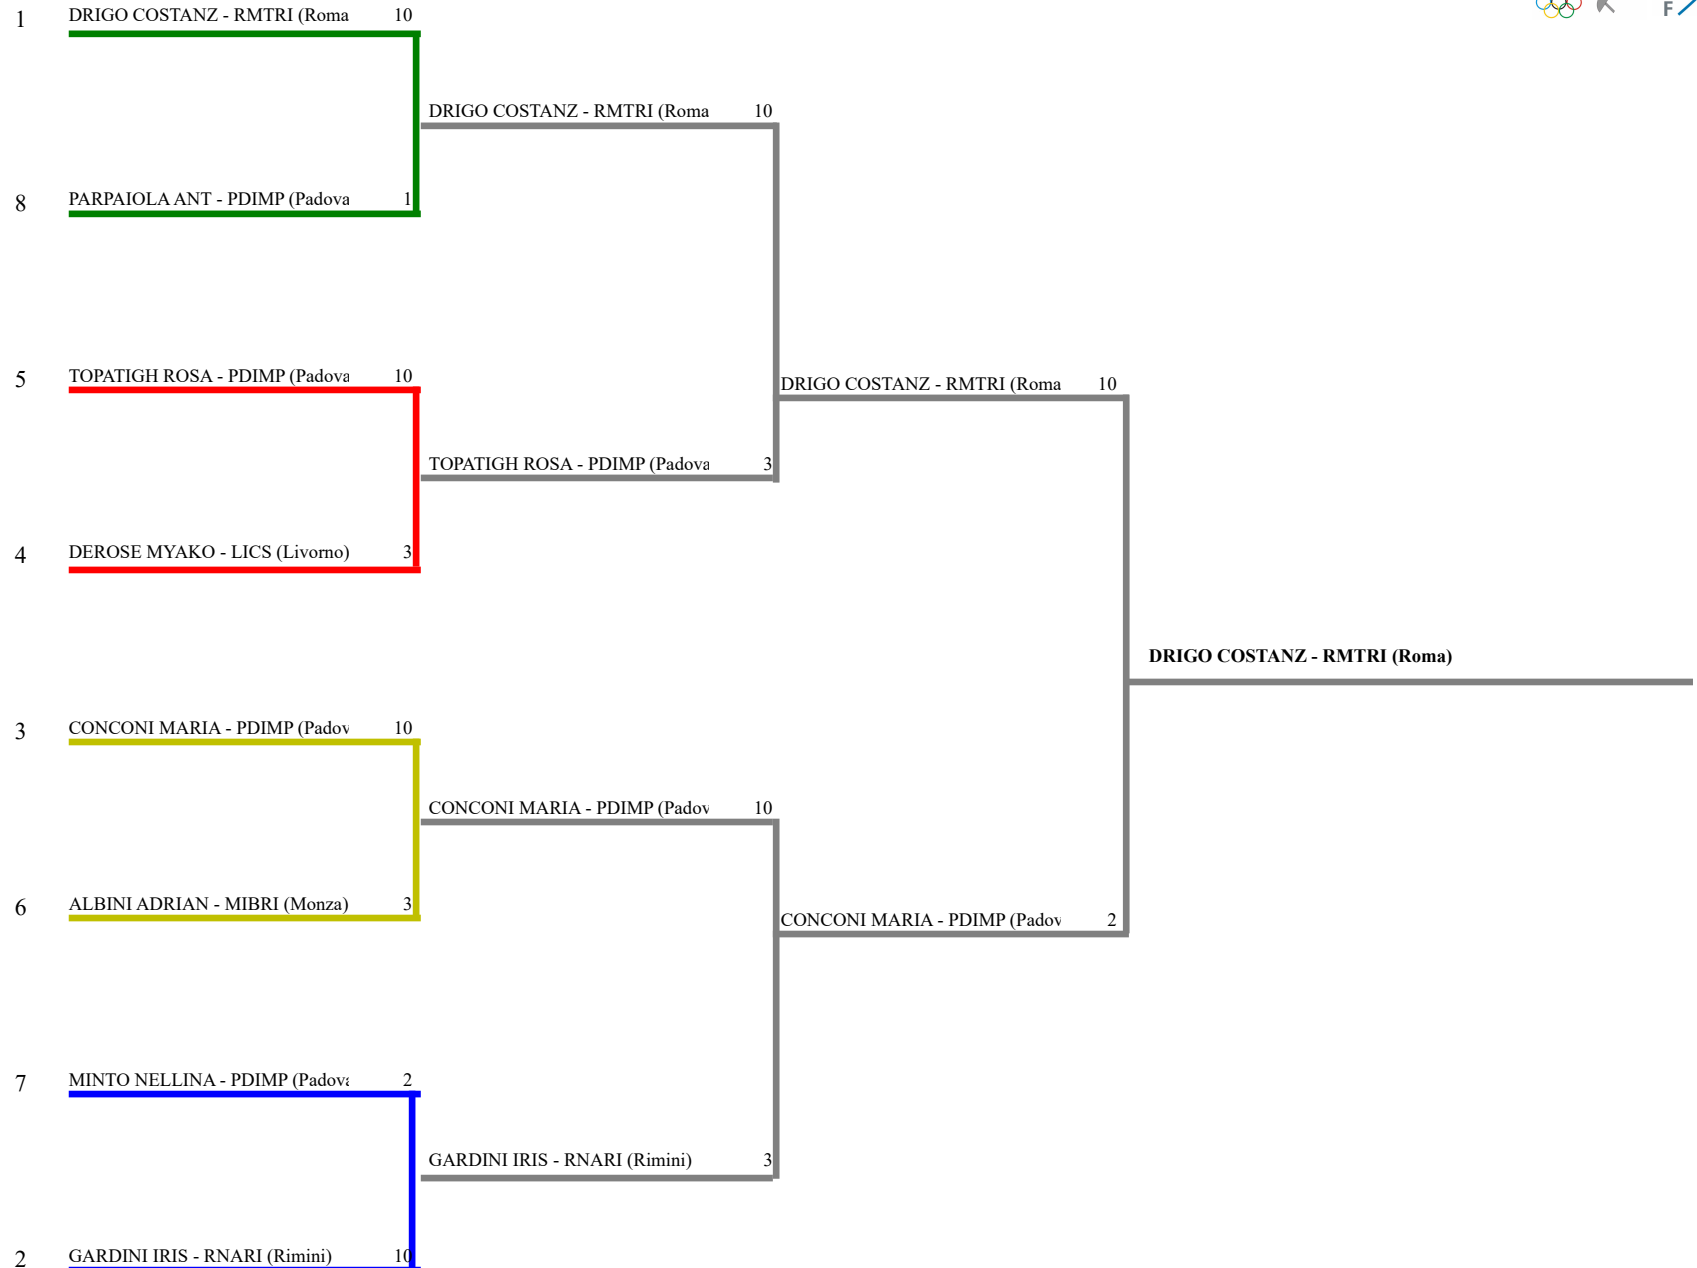 1 DRIGO COSTANZ - RMTRI (Roma 10
F
DRIGO COSTANZ - RMTRI (Roma 10
8 PARPAIOLA ANT - PDIMP (Padova 1
5 TOPATIGH ROSA - PDIMP (Padova 10
DRIGO COSTANZ - RMTRI (Roma 10
TOPATIGH ROSA - PDIMP (Padova 3
4 DEROSE MYAKO - LICS (Livorno) 3
DRIGO COSTANZ - RMTRI (Roma)
3 CONCONI MARIA - PDIMP (Padov 10
CONCONI MARIA - PDIMP (Padov 10
6 ALBINI ADRIAN - MIBRI (Monza) 3
CONCONI MARIA - PDIMP (Padov 2
7 MINTO NELLINA - PDIMP (Padova 2
GARDINI IRIS - RNARI (Rimini) 3
2 GARDINI IRIS - RNARI (Rimini) 10